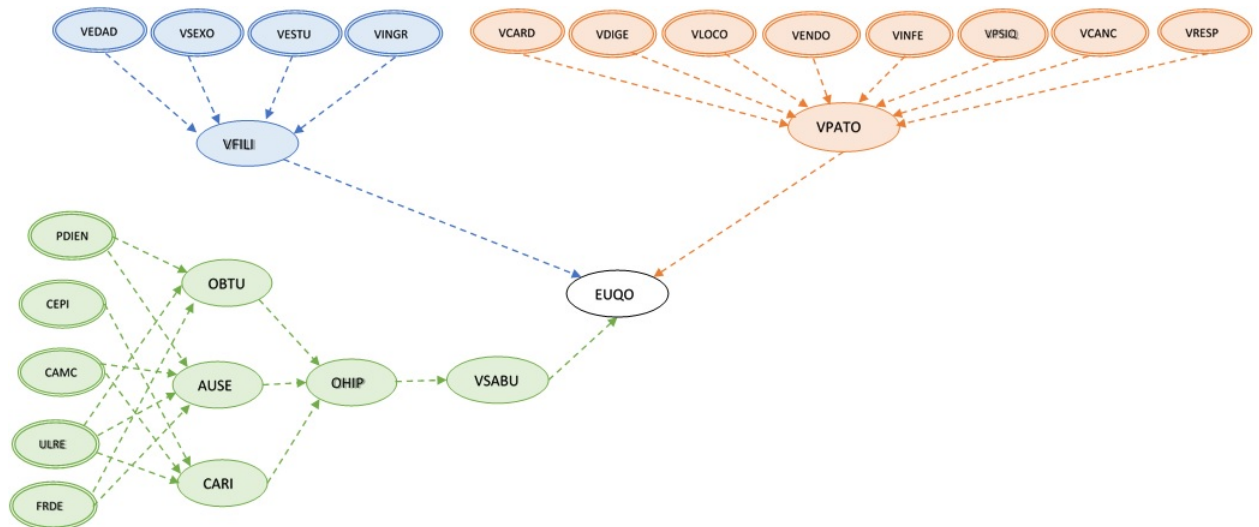 VEDAD VSEXO VESTU VINGR VCARD VDIGE VLOCO VENDO VINFE VPSIQ VCANC VRESP
VFILI VPATO
PDIEN
OBTU
EUQO
CEPI
CAMC
AUSE OHIP VSABU
ULRE
CARI
FRDE